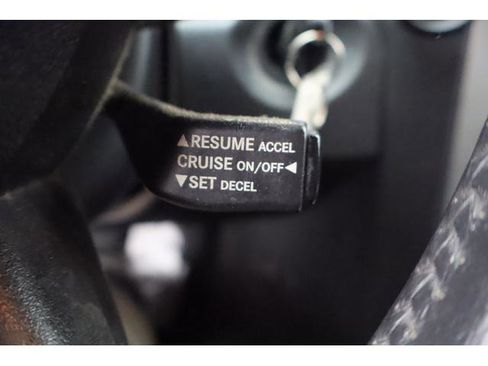 ▲RESUME ACCEL
CRUISE ON/OFF◀
▼SET DECEL